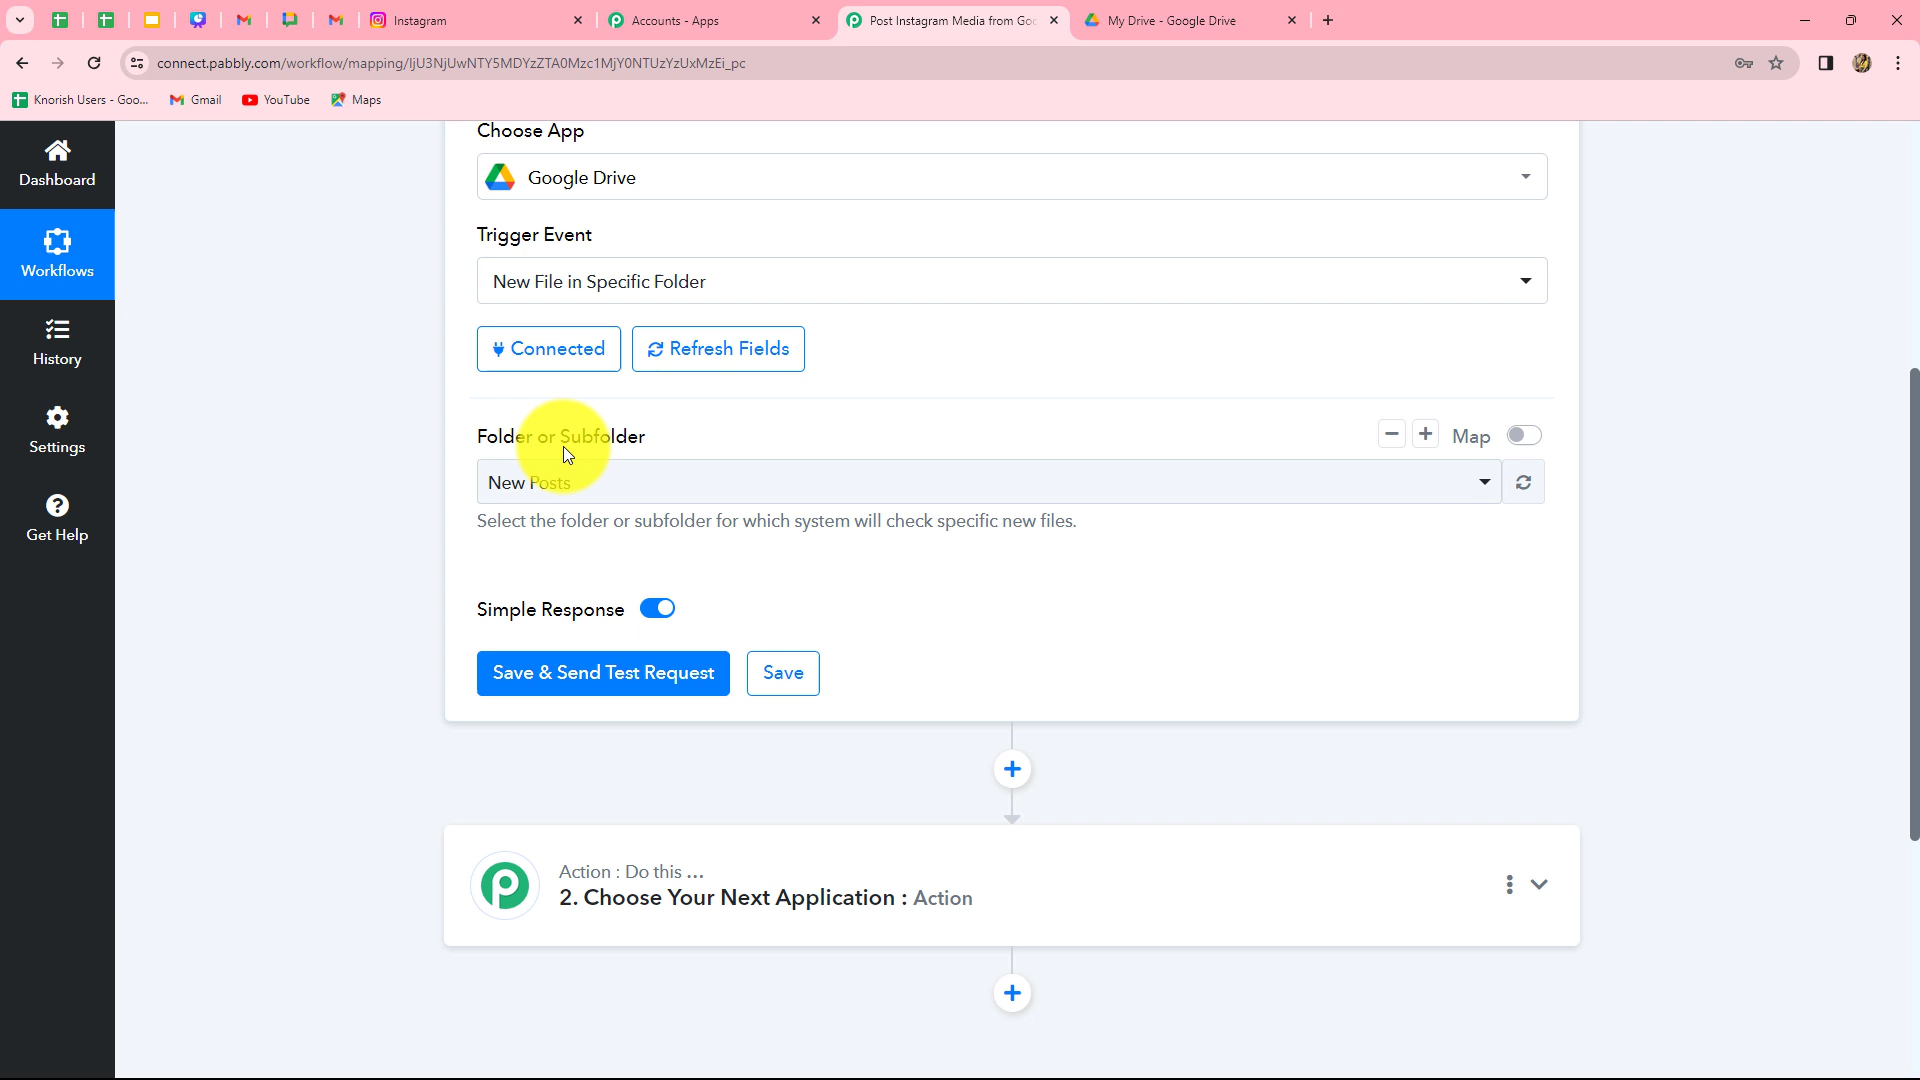 Instagram
Accounts - Apps
Post Instagram Media from Goo
My Drive - Google Drive
connect.pabbly.com/workflow/mapping/IjU3NjUwNTY5MDYzZTA0Mzc1MjY0NTUzYzUxMzEi_pc
Knorish Users - Goo...
Gmail
YouTube
Maps
Dashboard
Workflows
History
Settings
Get Help
Choose App
Google Drive
Trigger Event
New File in Specific Folder
Connected
Refresh Fields
Folder or Subfolder
Map
New Posts
Select the folder or subfolder for which system will check specific new files.
Simple Response
Save & Send Test Request
Save
Action : Do this ...
2. Choose Your Next Application : Action